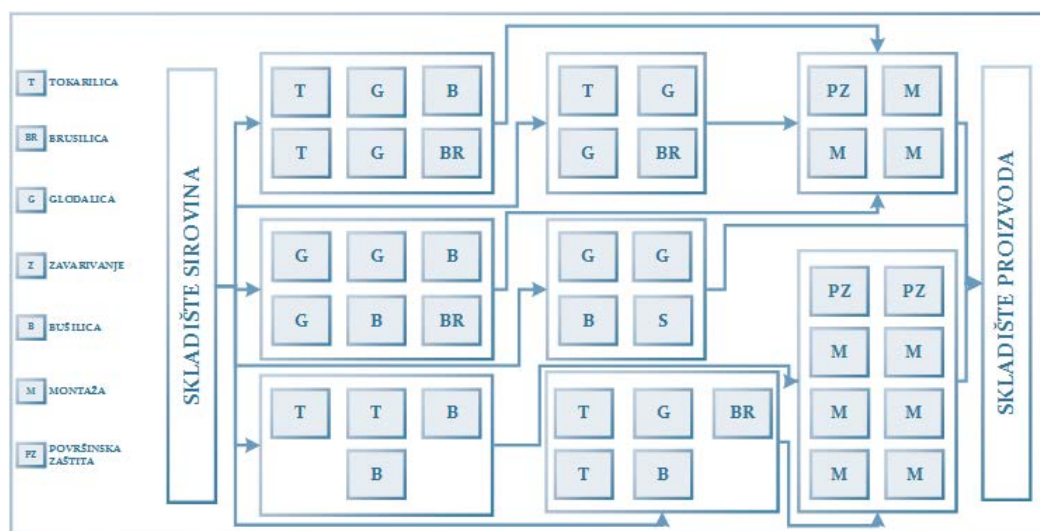 T TOKARILICA
BR BRUSILICA
G GLODALICA
Z ZAVARIVANJE
B BUŠILICA
M MONTAŽA
PZ POVRŠINSKA
ZAŠTITA
SKLADIŠTE SIROVINA
T G B
T G BR
T G
G BR
PZ M
M M
G G B
G B BR
G G
B S
T T B
B
T G BR
T B
PZ PZ
M M
M M
M M
SKLADIŠTE PROIZVODA